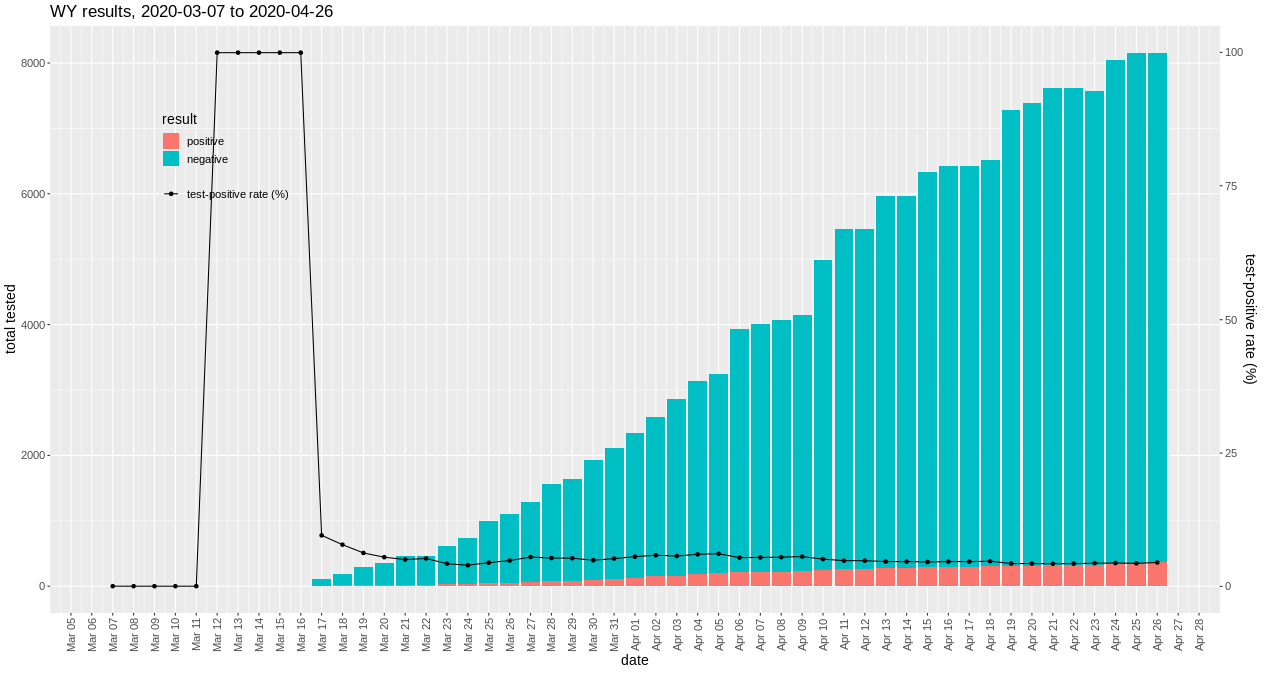 WY results, 2020-03-07 to 2020-04-26
result
positive
negative
test-positive rate (%)
total tested
8000
6000
4000
2000
0
100
75
50
25
0
test-positive rate (%)
Mar 05
Mar 06
Mar 07
Mar 08
Mar 09
Mar 10
Mar 11
Mar 12
Mar 13
Mar 14
Mar 15
Mar 16
Mar 17
Mar 18
Mar 19
Mar 20
Mar 21
Mar 22
Mar 23
Mar 24
Mar 25
Mar 26
Mar 27
Mar 28
Mar 29
Mar 30
Mar 31
Apr 01
Apr 02
Apr 03
Apr 04
Apr 05
Apr 06
Apr 07
Apr 08
Apr 09
Apr 10
Apr 11
Apr 12
Apr 13
Apr 14
Apr 15
Apr 16
Apr 17
Apr 18
Apr 19
Apr 20
Apr 21
Apr 22
Apr 23
Apr 24
Apr 25
Apr 26
Apr 27
Apr 28
date